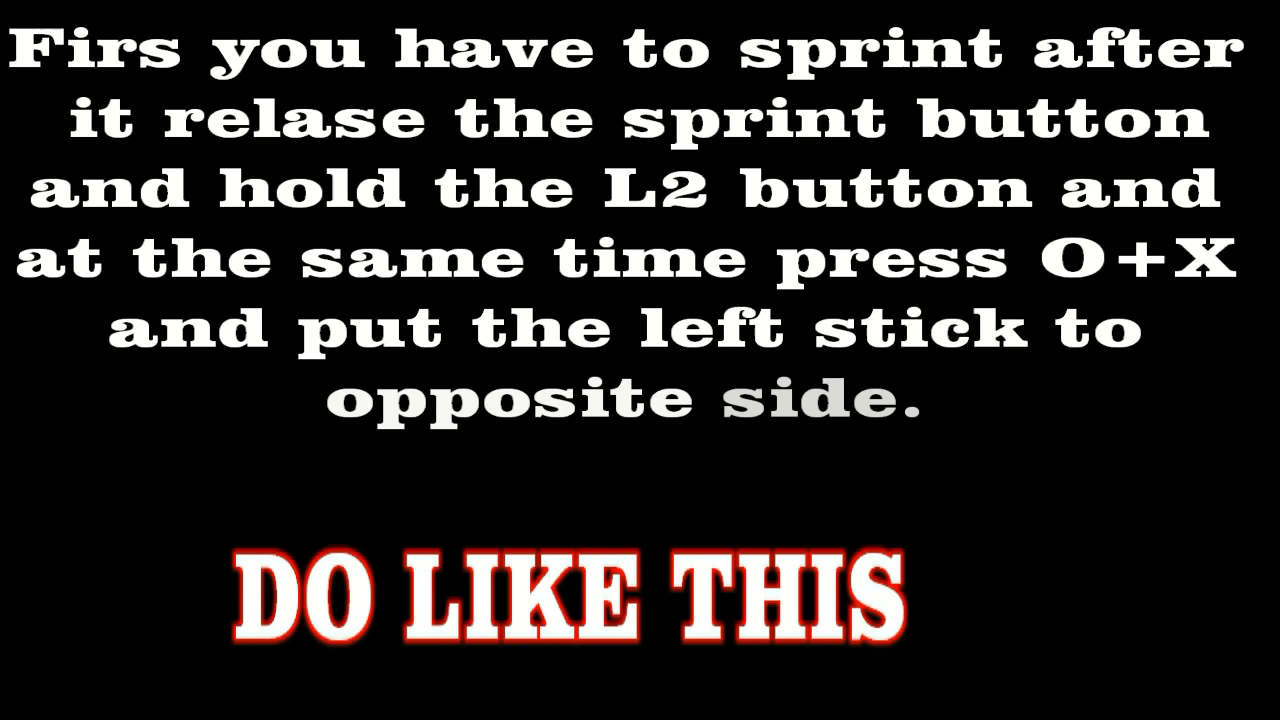 Firs you have to sprint after
it relase the sprint button
and hold the L2 button and
at the same time press O+X
and put the left stick to
opposite side.
DO LIKE THIS